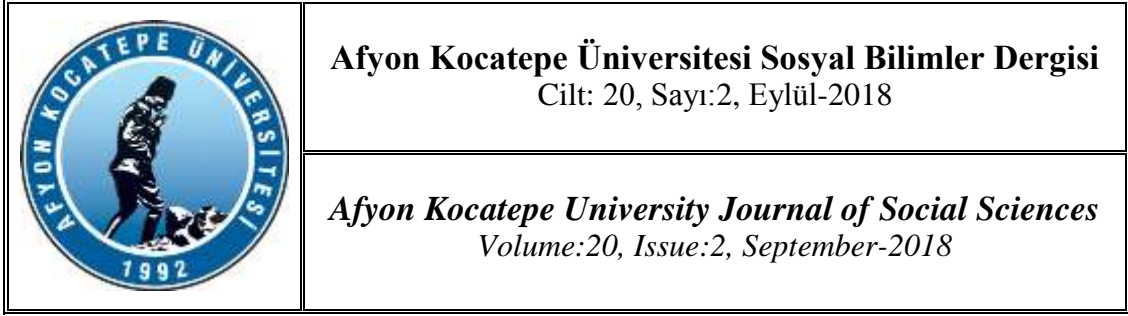 AFYON KOCATEPE ÜNİVERSİTESİ
1992
Afyon Kocatepe Üniversitesi Sosyal Bilimler Dergisi
Cilt: 20, Sayı:2, Eylül-2018
Afyon Kocatepe University Journal of Social Sciences
Volume:20, Issue:2, September-2018